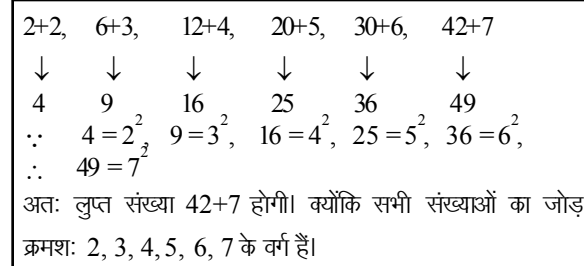 2+2, 6+3, 12+4, 20+5, 30+6, 42+7
↓ ↓ ↓ ↓ ↓ ↓
4 9 16 25 36 49
∵ 4 = 2², 9 = 3², 16 = 4², 25 = 5², 36 = 6²,
∴ 49 = 7²
अत: लुप्त संख्या 42+7 होगी। क्योंकि सभी संख्याओं का जोड़
क्रमश: 2, 3, 4, 5, 6, 7 के वर्ग हैं।